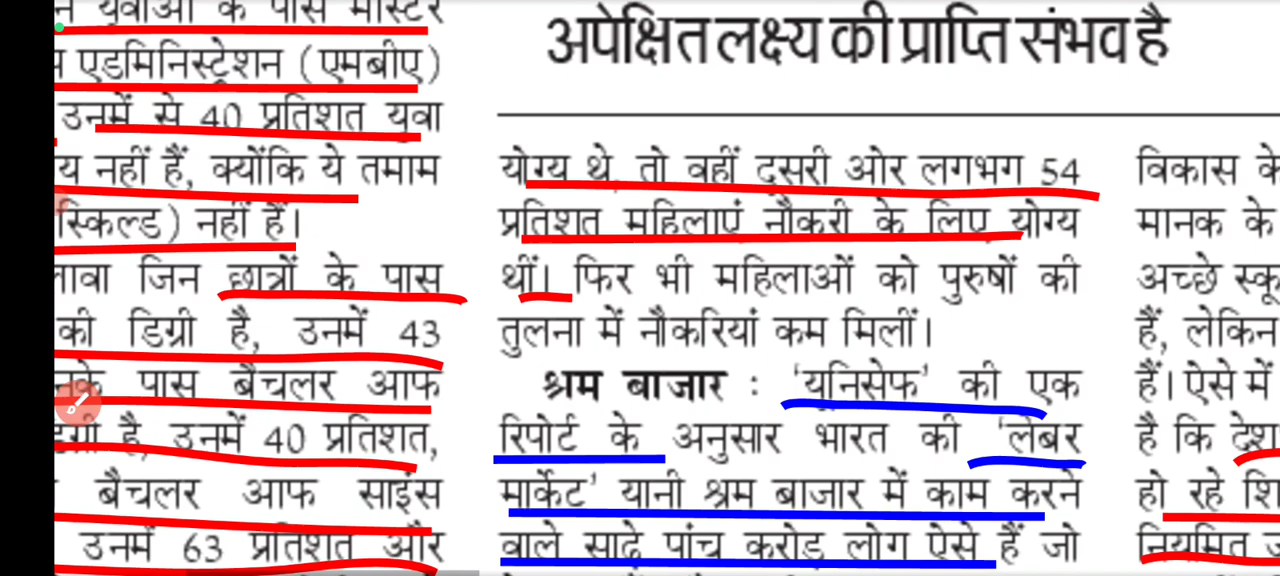 युवाओं के पास मास्टर
एडमिनिस्ट्रेशन (एमबीए)
उनमें से 40 प्रतिशत युवा
य नहीं हैं, क्योंकि ये तमाम
स्किल्ड) नहीं हैं।
लावा जिन छात्रों के पास
की डिग्री है, उनमें 43
नके पास बैचलर आफ
है, उनमें 40 प्रतिशत,
बैचलर आफ साइंस
उनमें 63 प्रतिशत और
अपेक्षित लक्ष्य की प्राप्ति संभव है
योग्य थे, तो वहीं दूसरी ओर लगभग 54
प्रतिशत महिलाएं नौकरी के लिए योग्य
थीं। फिर भी महिलाओं को पुरुषों की
तुलना में नौकरियां कम मिलीं।
श्रम बाजार : 'यूनिसेफ' की एक
रिपोर्ट के अनुसार भारत की 'लेबर
मार्केट' यानी श्रम बाजार में काम करने
वाले साढ़े पांच करोड़ लोग ऐसे हैं जो
विकास के
मानक के
अच्छे स्कू
हैं, लेकिन
हैं। ऐसे में
है कि देश
हो रहे शि
नियमित उ